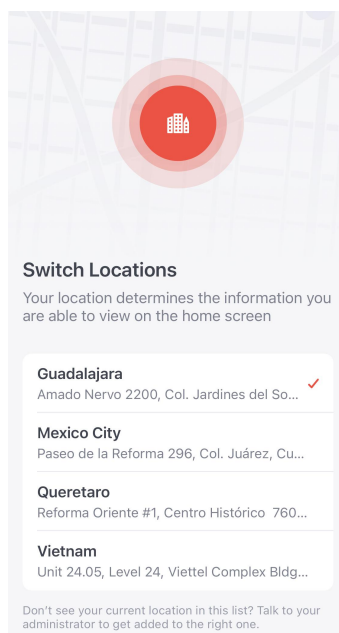 Switch Locations
Your location determines the information you
are able to view on the home screen
Guadalajara
Amado Nervo 2200, Col. Jardines del So...
Mexico City
Paseo de la Reforma 296, Col. Juárez, Cu...
Queretaro
Reforma Oriente #1, Centro Histórico 760...
Vietnam
Unit 24.05, Level 24, Viettel Complex Bldg...
Don't see your current location in this list? Talk to your
administrator to get added to the right one.